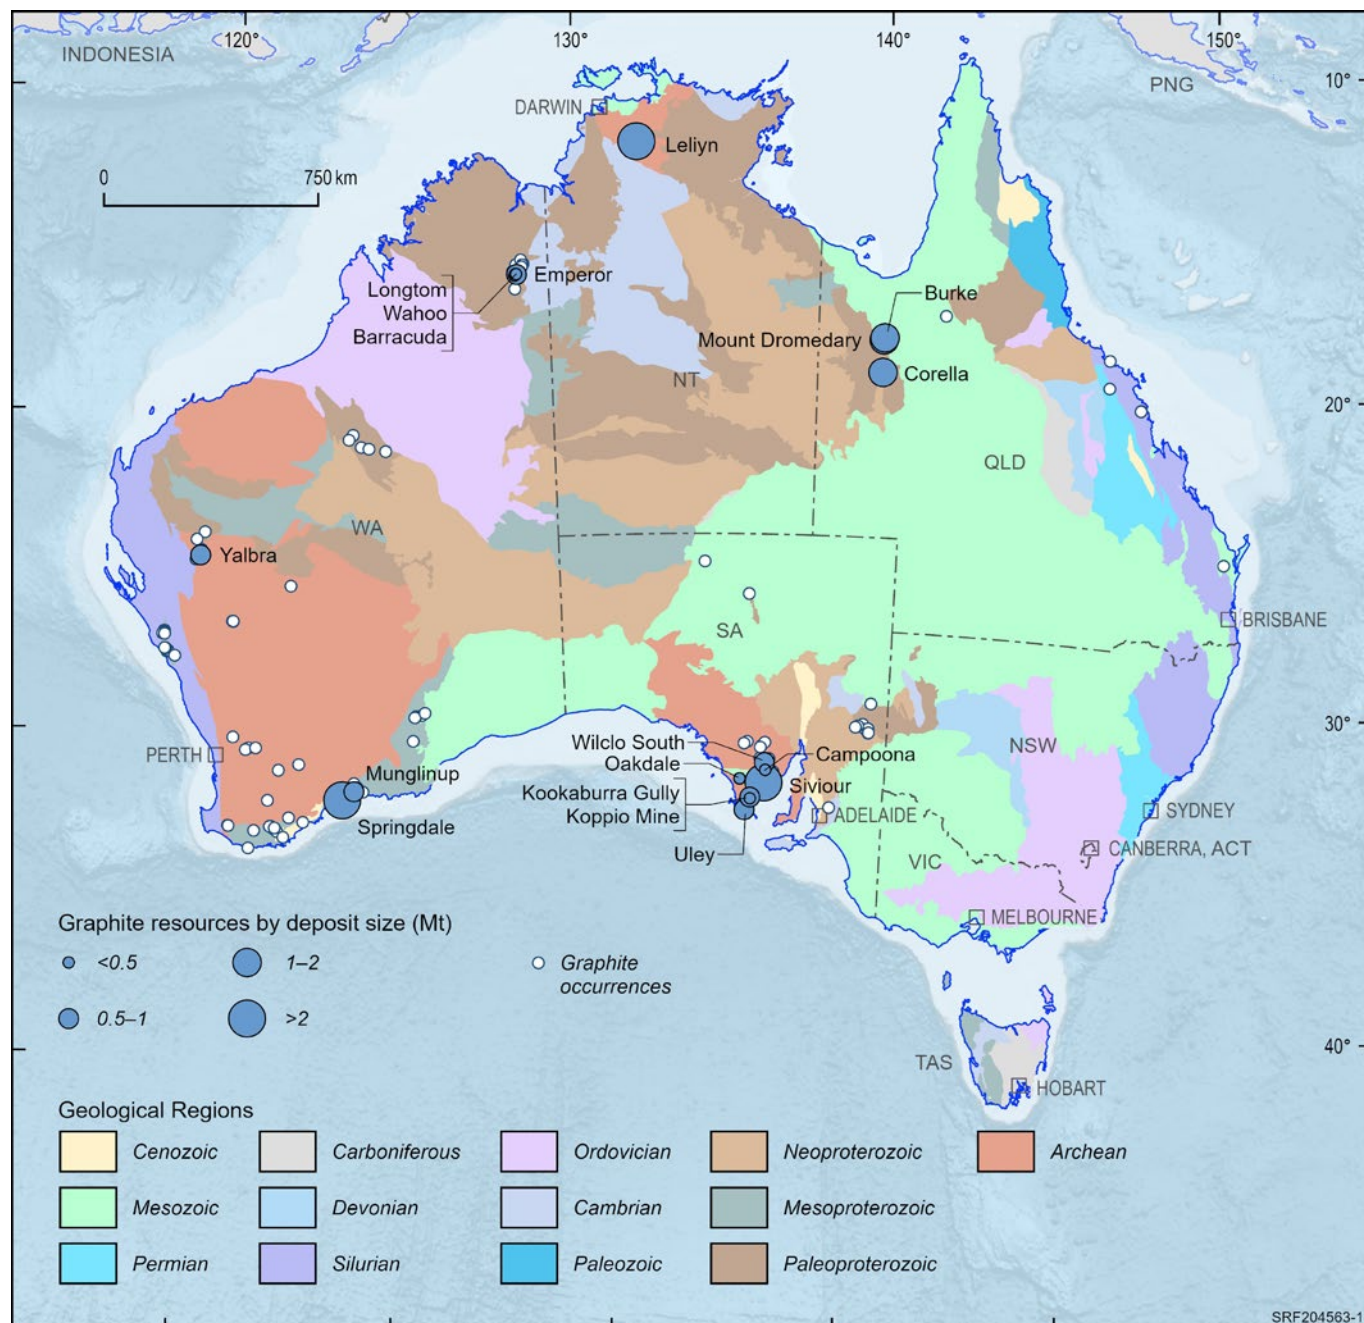 120°
130°
140°
150°
INDONESIA
PNG
10°
DARWIN
Leliyn
0
750 km
Emperor
Longtom
Wahoo
Barracuda
Burke
Mount Dromedary
Corella
NT
20°
QLD
WA
Yalbra
SA
BRISBANE
30°
PERTH
Wilclo South
Campoona
Oakdale
NSW
Munglinup
Siviour
Kookaburra Gully
Koppio Mine
Springdale
ADELAIDE
SYDNEY
Uley
VIC
CANBERRA, ACT
MELBOURNE
Graphite resources by deposit size (Mt)
<0.5
1–2
Graphite
occurrences
0.5–1
>2
40°
TAS
HOBART
Geological Regions
Cenozoic
Carboniferous
Ordovician
Neoproterozoic
Archean
Mesozoic
Devonian
Cambrian
Mesoproterozoic
Permian
Silurian
Paleozoic
Paleoproterozoic
SRF204563-1